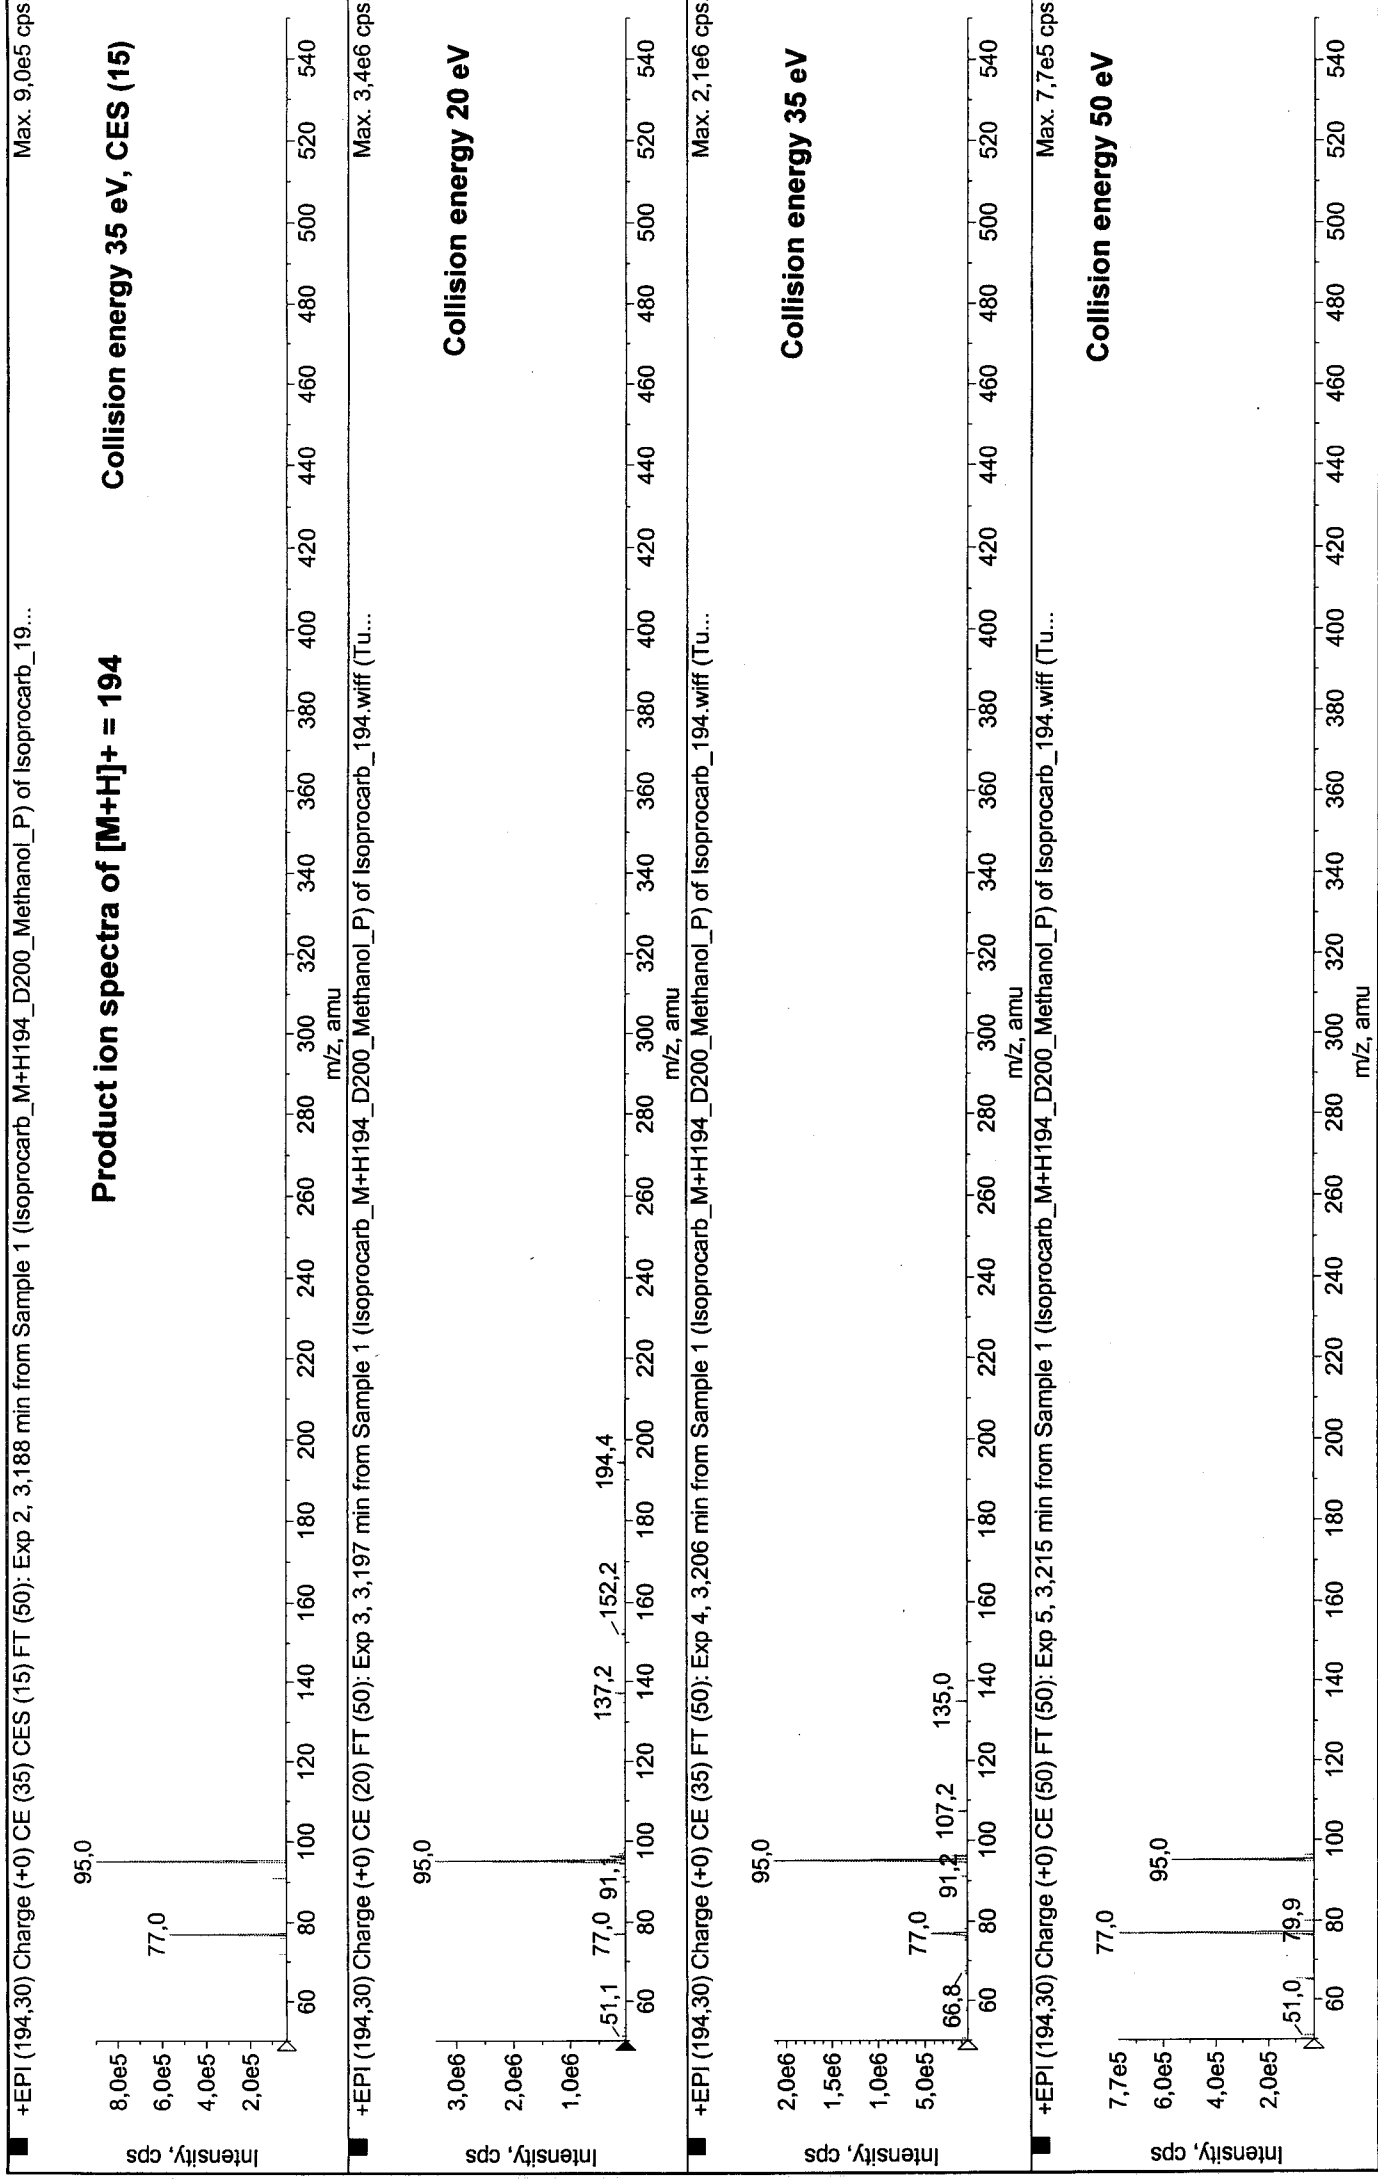 +EPI (194,30) Charge (+0) CE (35) CES (15) FT (50): Exp 2, 3,188 min from Sample 1 (Isoprocarb_M+H194_D200_Methanol_P) of Isoprocarb_19... Max. 9,0e5 cps
Product ion spectra of [M+H]+ = 194
Collision energy 35 eV, CES (15)
Intensity, cps
8,0e5
6,0e5
4,0e5
2,0e5
77,0
95,0
60 80 100 120 140 160 180 200 220 240 260 280 300 320 340 360 380 400 420 440 460 480 500 520 540
m/z, amu
+EPI (194,30) Charge (+0) CE (20) FT (50): Exp 3, 3,197 min from Sample 1 (Isoprocarb_M+H194_D200_Methanol_P) of Isoprocarb_194.wiff (Tu... Max. 3,4e6 cps
Collision energy 20 eV
Intensity, cps
3,0e6
2,0e6
1,0e6
95,0
51,1 77,0 91, 137,2 152,2 194,4
60 80 100 120 140 160 180 200 220 240 260 280 300 320 340 360 380 400 420 440 460 480 500 520 540
m/z, amu
+EPI (194,30) Charge (+0) CE (35) FT (50): Exp 4, 3,206 min from Sample 1 (Isoprocarb_M+H194_D200_Methanol_P) of Isoprocarb_194.wiff (Tu... Max. 2,1e6 cps.
Collision energy 35 eV
Intensity, cps
2,0e6
1,5e6
1,0e6
5,0e5
95,0
77,0
66,8 91,2 107,2 135,0
60 80 100 120 140 160 180 200 220 240 260 280 300 320 340 360 380 400 420 440 460 480 500 520 540
m/z, amu
+EPI (194,30) Charge (+0) CE (50) FT (50): Exp 5, 3,215 min from Sample 1 (Isoprocarb_M+H194_D200_Methanol_P) of Isoprocarb_194.wiff (Tu... Max. 7,7e5 cps
Collision energy 50 eV
Intensity, cps
7,7e5
6,0e5
4,0e5
2,0e5
77,0
95,0
51,0 79,9
60 80 100 120 140 160 180 200 220 240 260 280 300 320 340 360 380 400 420 440 460 480 500 520 540
m/z, amu